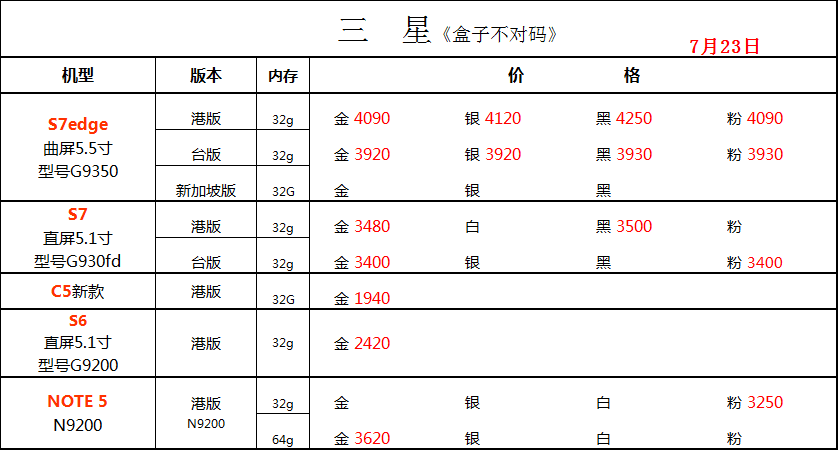 三 星《盒子不对码》
7月23日
机型 版本 内存 价 格
S7edge
曲屏5.5寸
型号G9350
港版 32g 金 4090 银 4120 黑 4250 粉 4090
台版 32g 金 3920 银 3920 黑 3930 粉 3930
新加坡版 32G 金 银 黑
S7
直屏5.1寸
型号G930fd
港版 32g 金 3480 白 黑 3500 粉
台版 32g 金 3400 银 黑 粉 3400
C5新款 港版 32G 金 1940
S6
直屏5.1寸
型号G9200
港版 32g 金 2420
NOTE 5
N9200
港版
N9200
32g 金 银 白 粉 3250
64g 金 3620 银 白 粉